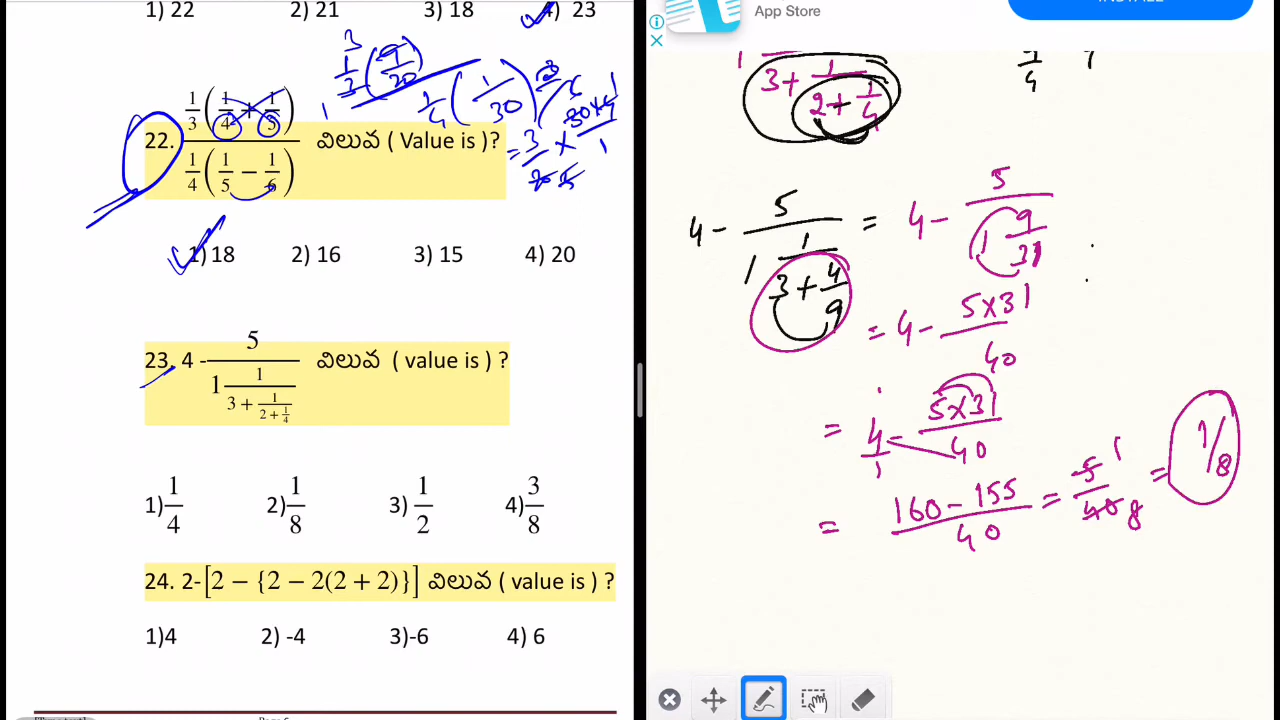 1) 22 2) 21 3) 18 4) 23
22. 1/3(1/4 + 1/5) / 1/4(1/5 − 1/6) విలువ ( Value is )?
1) 18 2) 16 3) 15 4) 20
23. 4 - 5/(1 1/(3 + 1/(2 + 1/4))) విలువ ( value is ) ?
1) 1/4 2) 1/8 3) 1/2 4) 3/8
24. 2-[2 − {2 − 2(2 + 2)}] విలువ ( value is ) ?
1)4 2) -4 3)-6 4) 6
App Store
3 + 1/(2 + 1/4)
4 - 5/(1 1/(3 + 4/9)) = 4 - 5/(1 9/31)
= 4 - 5x31/40
= 4/1 - 5x31/40
= 160 - 155/40 = 5/40 = 1/8